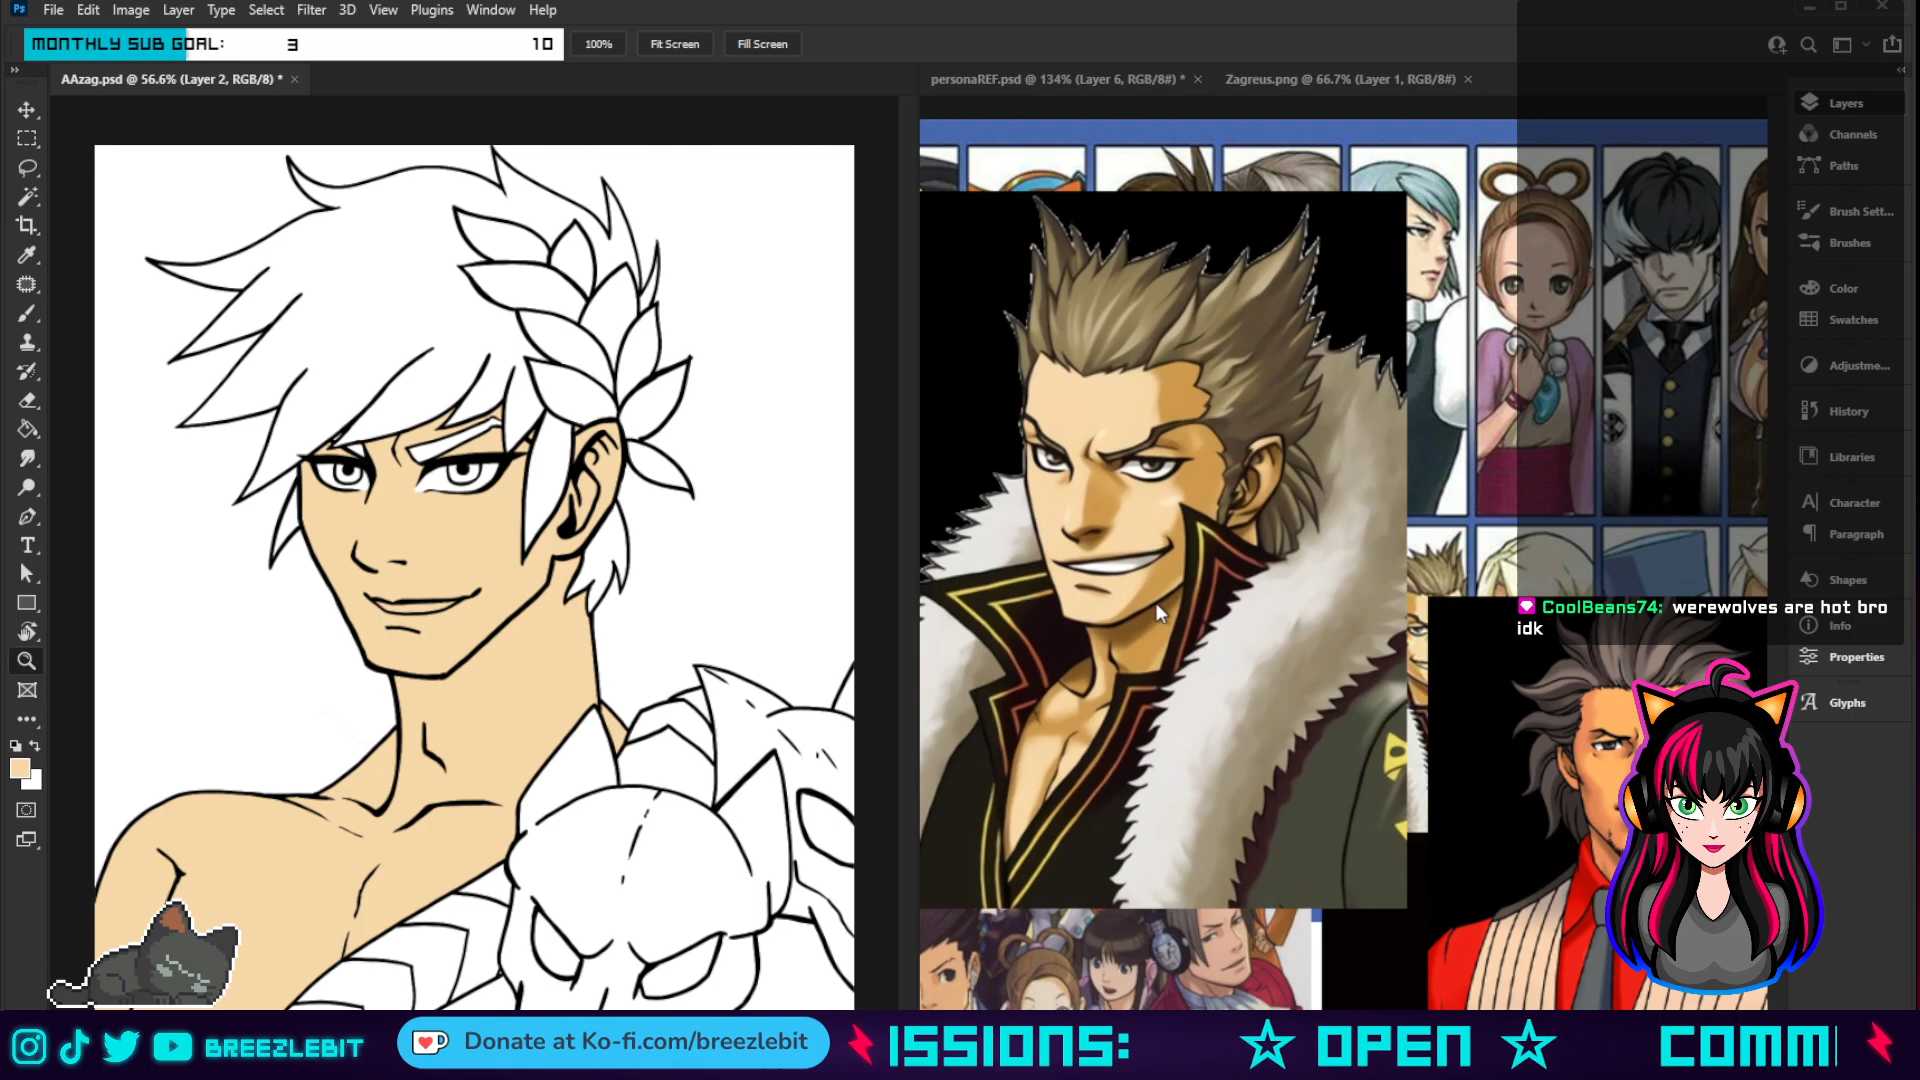 Ps File Edit Image Layer Type Select Filter 3D View Plugins Window Help
MONTHLY SUB GOAL: 3 10
100% Fit Screen Fill Screen
AAzag.psd @ 56.6% (Layer 2, RGB/8) *
personaREF.psd @ 134% (Layer 6, RGB/8#) *
Zagreus.png @ 66.7% (Layer 1, RGB/8#)
Layers
Channels
Paths
Brush Sett...
Brushes
Color
Swatches
Adjustme...
History
Libraries
Character
Paragraph
Shapes
CoolBeans74: werewolves are hot bro
idk
Info
Properties
Glyphs
BREEZLEBIT
Donate at Ko-fi.com/breezlebit
ISSIONS: OPEN COMM